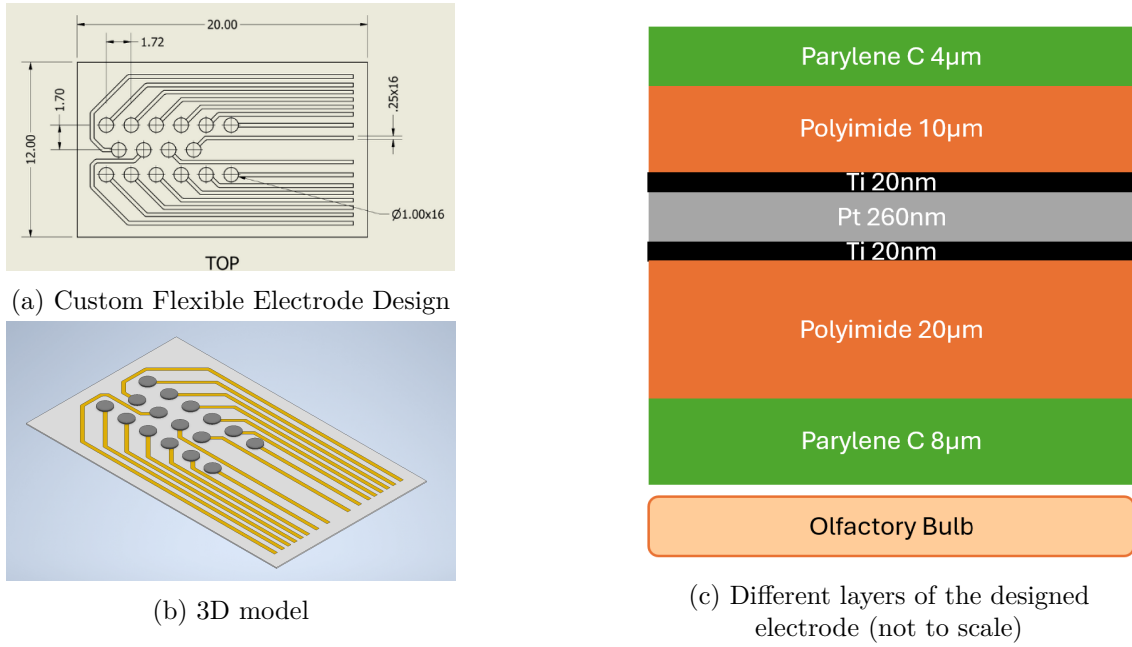 20.00
1.72
1.70
12.00
.25x16
Ø1.00x16
TOP
(a) Custom Flexible Electrode Design
(b) 3D model
Parylene C 4µm
Polyimide 10µm
Ti 20nm
Pt 260nm
Ti 20nm
Polyimide 20µm
Parylene C 8µm
Olfactory Bulb
(c) Different layers of the designed
electrode (not to scale)